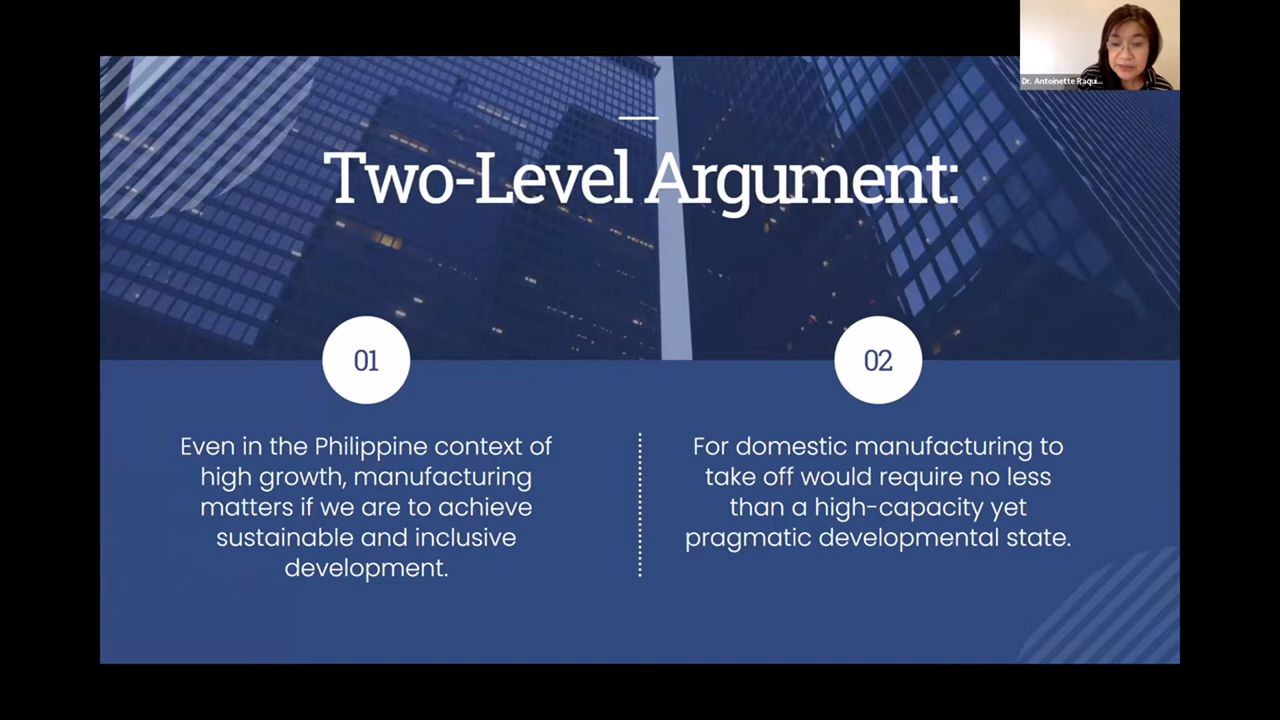 Dr. Antoinette Raqui...
Two-Level Argument:
01
Even in the Philippine context of
high growth, manufacturing
matters if we are to achieve
sustainable and inclusive
development.
02
For domestic manufacturing to
take off would require no less
than a high-capacity yet
pragmatic developmental state.